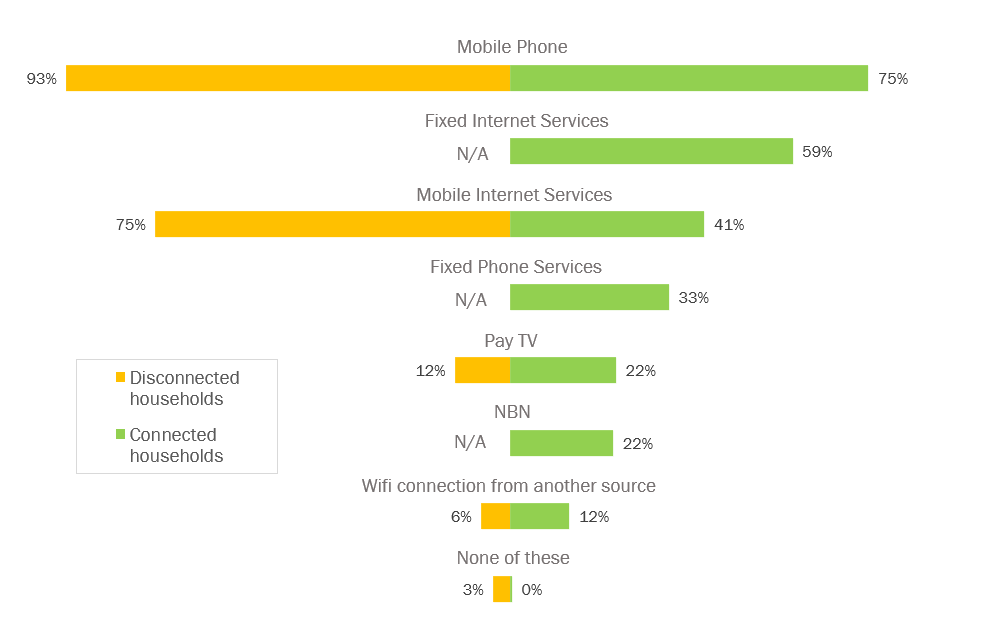 Mobile Phone
93%
75%
Fixed Internet Services
N/A
59%
Mobile Internet Services
75%
41%
Fixed Phone Services
N/A
33%
Pay TV
12%
22%
NBN
N/A
22%
Wifi connection from another source
6%
12%
None of these
3%
0%
Disconnected
households
Connected
households